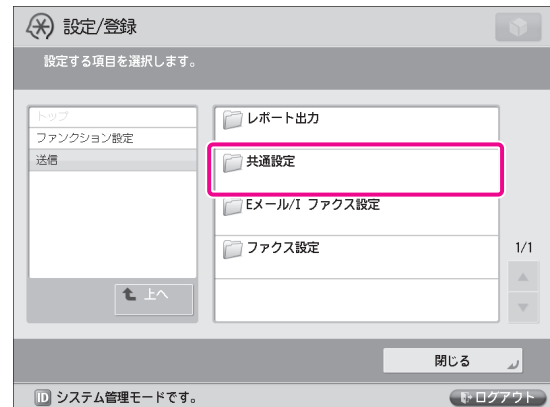 設定/登録
設定する項目を選択します。
トップ
ファンクション設定
送信
上へ
レポート出力
共通設定
Eメール/I ファクス設定
ファクス設定
1/1
閉じる
ID システム管理モードです。
ログアウト